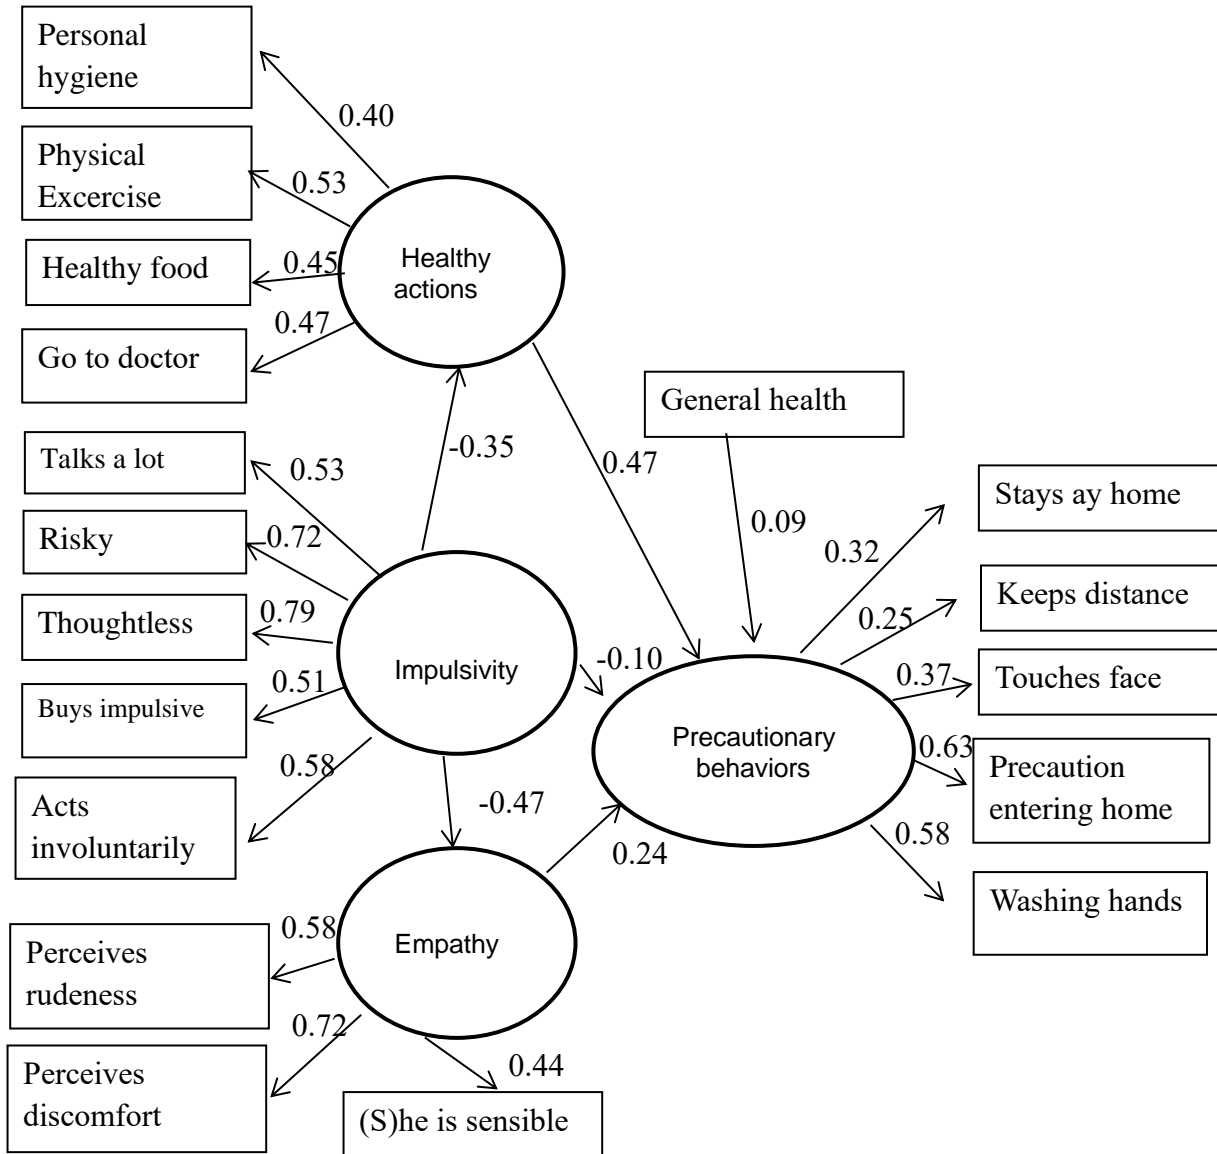 Personal
hygiene
0.40
Physical
Excercise
0.53
Healthy food
0.45
Healthy
actions
Go to doctor
0.47
General health
Talks a lot
0.53
-0.35
0.47
Risky
0.72
0.09
Stays ay home
0.32
Thoughtless
0.79
Keeps distance
0.25
Buys impulsive
0.51
Impulsivity
-0.10
Touches face
0.37
Acts
involuntarily
0.58
-0.47
Precautionary
behaviors
0.63
Precaution
entering home
0.24
0.58
Washing hands
Perceives
rudeness
0.58
Empathy
Perceives
discomfort
0.72
0.44
(S)he is sensible